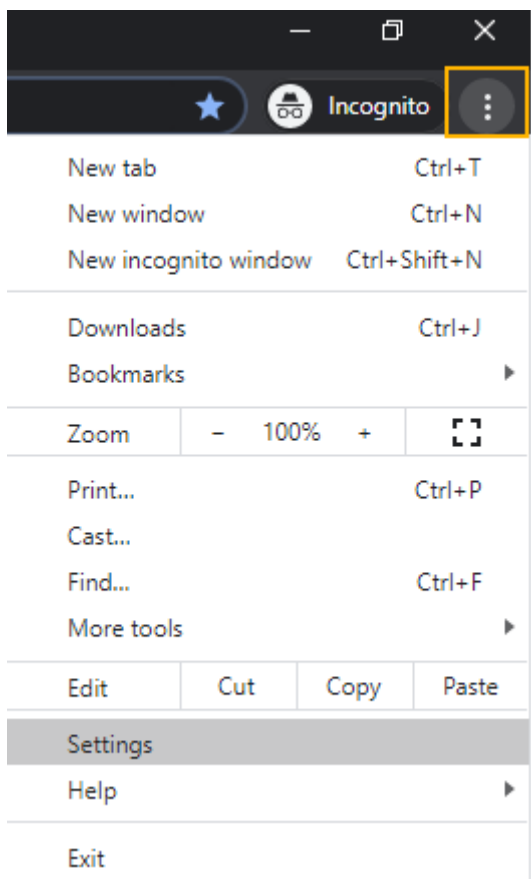 Incognito
New tab Ctrl+T
New window Ctrl+N
New incognito window Ctrl+Shift+N
Downloads Ctrl+J
Bookmarks
Zoom - 100% +
Print... Ctrl+P
Cast...
Find... Ctrl+F
More tools
Edit Cut Copy Paste
Settings
Help
Exit